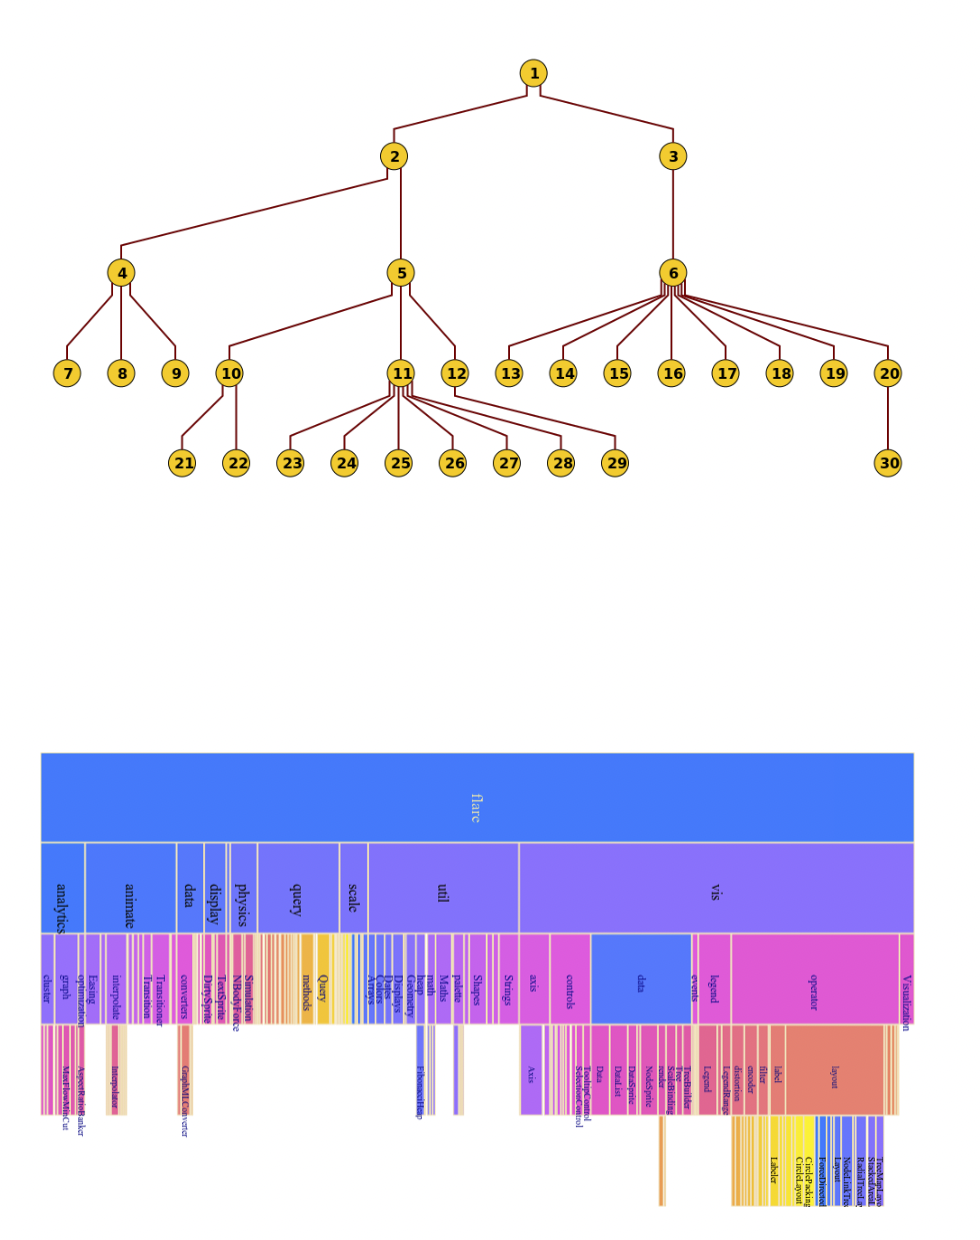 1
2 3
4 5 6
7 8 9 10 11 12 13 14 15 16 17 18 19 20
21 22 23 24 25 26 27 28 29 30
flare
analytics animate data display physics query scale util vis
cluster graph optimization Easing interpolate Transition Transitioner converters DirtySprite TextSprite NBodyForce Simulation methods Query Arrays Colors Dates Displays Geometry heap math Maths palette Shapes Strings axis controls data events legend operator Visualization
MaxFlowMinCut AspectRatioBanker Interpolator GraphMLConverter FibonacciHeap Axis SelectionControl TooltipControl Data DataList DataSprite NodeSprite render ScaleBinding Tree TreeBuilder Legend LegendRange distortion encoder filter label layout
Labeler CircleLayout CirclePacking ForceDirected Layout NodeLinkTre RadialTreeLa StackedAreaL TreeMapLayo